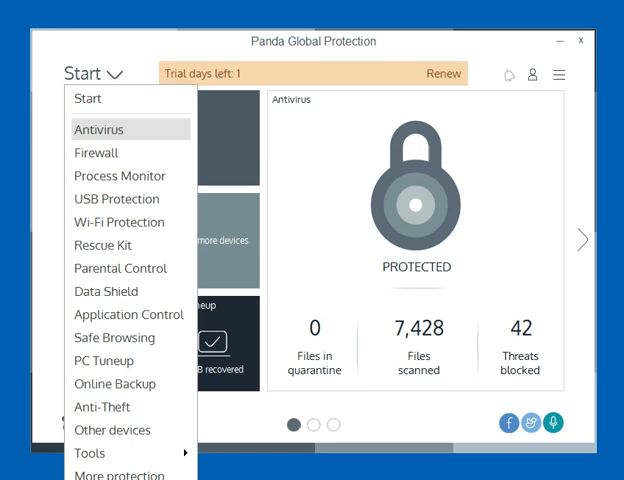 Panda Global Protection
Start
Trial days left: 1
Renew
Start
Antivirus
Firewall
Process Monitor
USB Protection
Wi-Fi Protection
Rescue Kit
Parental Control
Data Shield
Application Control
Safe Browsing
PC Tuneup
Online Backup
Anti-Theft
Other devices
Tools
More protection
more devices
recovered
Antivirus
PROTECTED
0
Files in
quarantine
7,428
Files
scanned
42
Threats
blocked